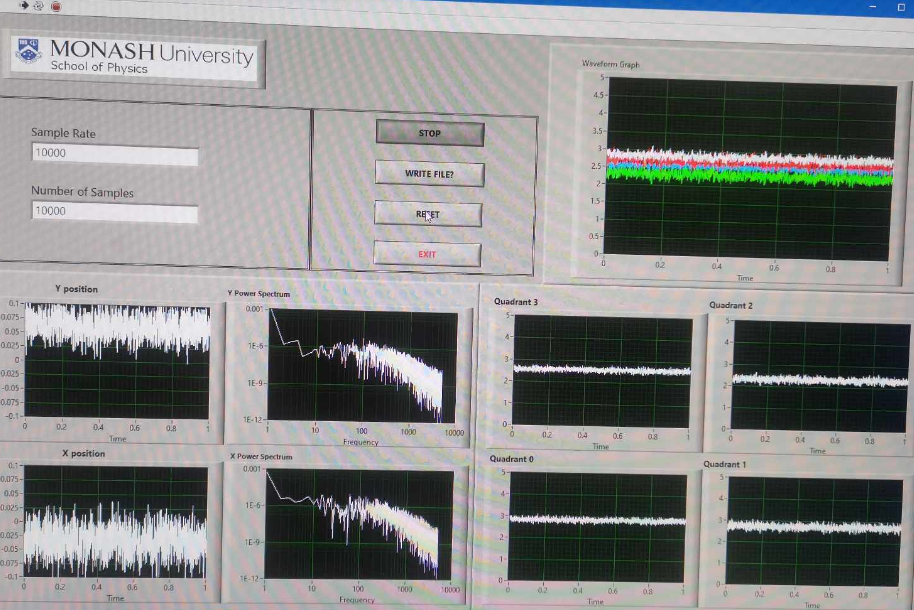 MONASH University
School of Physics
Sample Rate
10000
Number of Samples
10000
STOP
WRITE FILE?
RESET
EXIT
Waveform Graph
5
4.5
4
3.5
3
2.5
2
1.5
1
0.5
0
0 0.2 0.4 0.6 0.8 1
Time
Y position
0.1
0.075
0.05
0.025
0
-0.025
-0.05
-0.075
-0.1
0 0.2 0.4 0.6 0.8 1
Time
Y Power Spectrum
0.001
1E-6
1E-9
1E-12
1 10 100 1000 10000
Frequency
Quadrant 3
5
4
3
2
1
0
0 0.2 0.4 0.6 0.8 1
Time
Quadrant 2
5
4
3
2
1
0
0 0.2 0.4 0.6 0.8 1
Time
X position
0.1
0.075
0.05
0.025
0
0.025
-0.05
0.075
-0.1
0 0.2 0.4 0.6 0.8 1
Time
X Power Spectrum
0.001
1E-6
1E-9
1E-12
1 10 100 1000 10000
Frequency
Quadrant 0
5
4
3
2
1
0
0 0.2 0.4 0.6 0.8 1
Time
Quadrant 1
5
4
3
2
1
0
0 0.2 0.4 0.6 0.8 1
Time